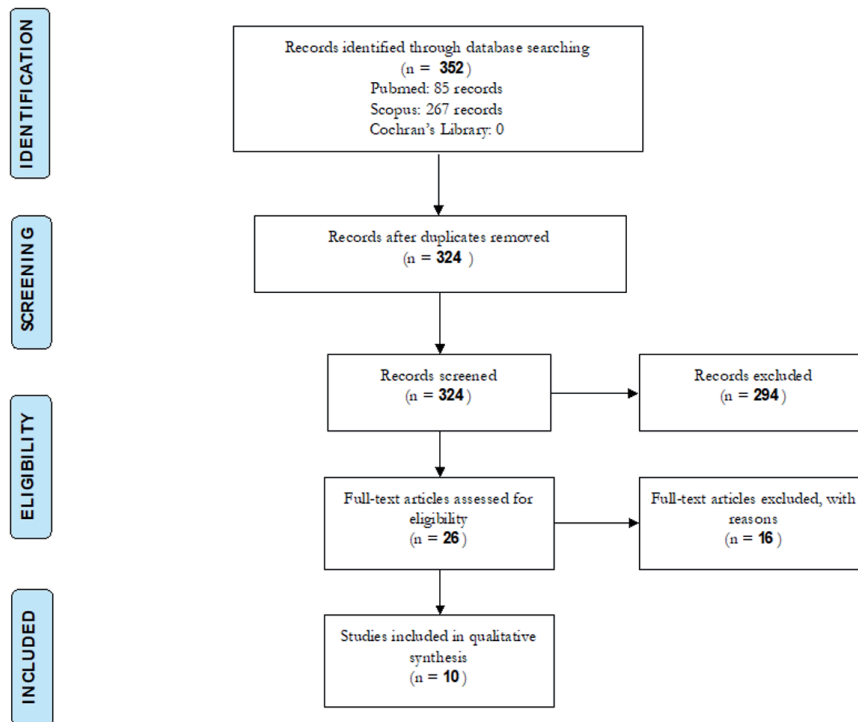 IDENTIFICATION
Records identified through database searching
(n = 352)
Pubmed: 85 records
Scopus: 267 records
Cochran's Library: 0
SCREENING
Records after duplicates removed
(n = 324 )
Records screened
(n = 324 )
Records excluded
(n = 294)
ELIGIBILITY
Full-text articles assessed for
eligibility
(n = 26)
Full-text articles excluded, with
reasons
(n = 16 )
INCLUDED
Studies included in qualitative
synthesis
(n = 10 )